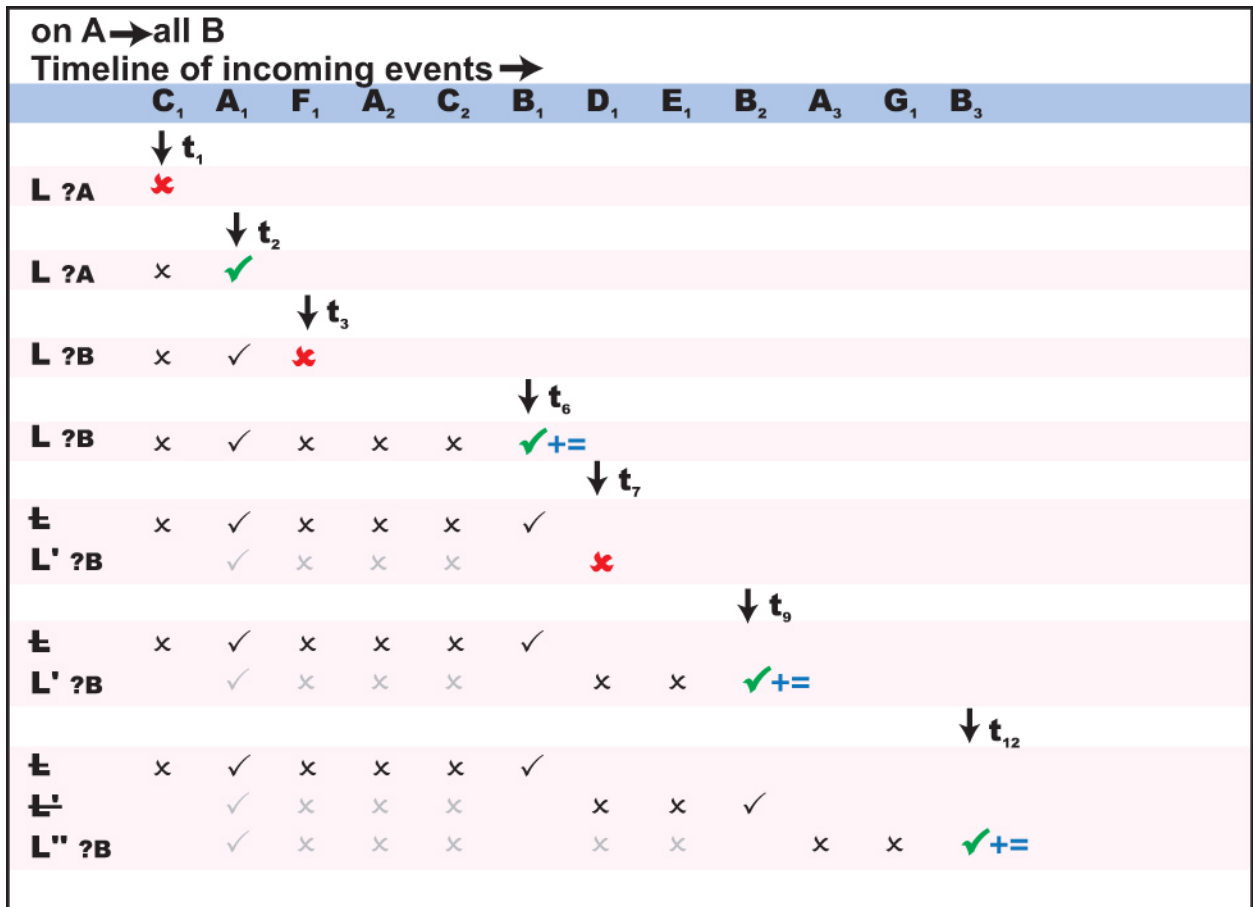 on A→all B
Timeline of incoming events →
C₁ A₁ F₁ A₂ C₂ B₁ D₁ E₁ B₂ A₃ G₁ B₃
t₁
L ?A ✘
t₂
L ?A ✗ ✓
t₃
L ?B ✗ ✓ ✘
t₆
L ?B ✗ ✓ ✗ ✗ ✗ ✓+=
t₇
L ✗ ✓ ✗ ✗ ✗ ✓
L' ?B ✓ ✗ ✗ ✗ ✘
t₉
L ✗ ✓ ✗ ✗ ✗ ✓
L' ?B ✓ ✗ ✗ ✗ ✗ ✗ ✓+=
t₁₂
L ✗ ✓ ✗ ✗ ✗ ✓
L' ✓ ✗ ✗ ✗ ✗ ✗ ✓
L" ?B ✓ ✗ ✗ ✗ ✗ ✗ ✗ ✗ ✓+=